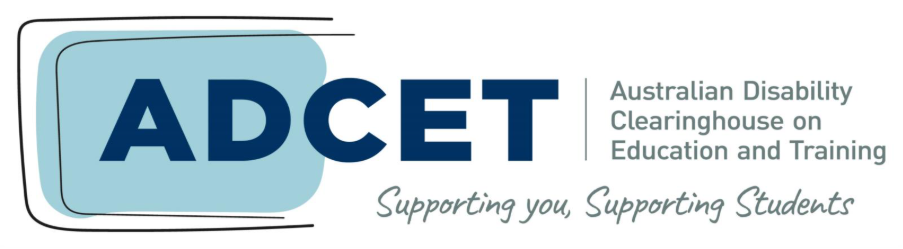 ADCET
Australian Disability
Clearinghouse on
Education and Training
Supporting you, Supporting Students